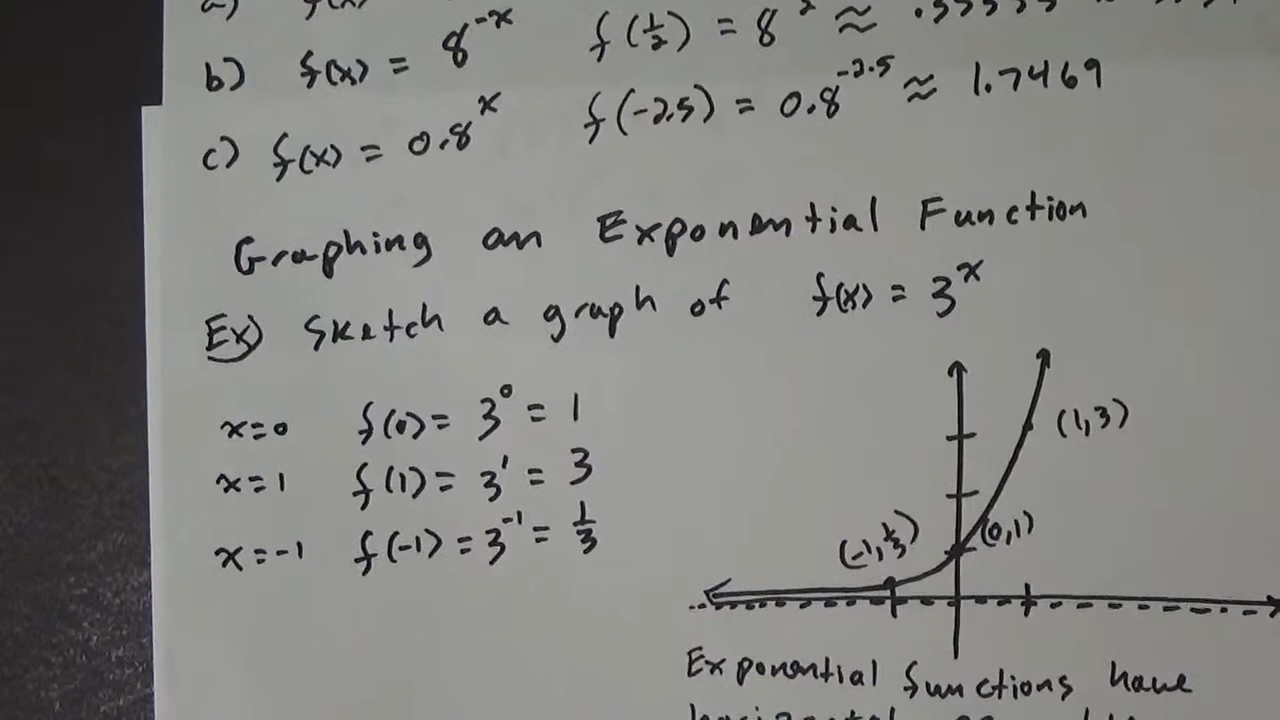 a) f(x)
b) f(x) = 8^-x f(1/2) = 8 ≈
c) f(x) = 0.8^x f(-2.5) = 0.8^-2.5 ≈ 1.7469
Graphing an Exponential Function
Ex) Sketch a graph of f(x) = 3^x
x=0 f(0) = 3^0 = 1
x=1 f(1) = 3^1 = 3
x=-1 f(-1) = 3^-1 = 1/3
(1,3)
(-1,1/3) (0,1)
Exponential functions have